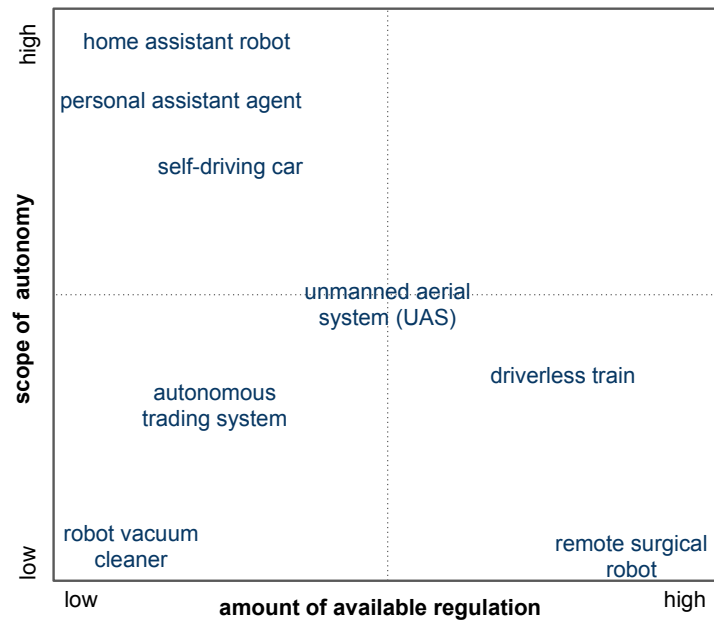 high
home assistant robot
personal assistant agent
self-driving car
scope of autonomy
unmanned aerial
system (UAS)
driverless train
autonomous
trading system
robot vacuum
cleaner
remote surgical
robot
low
low
amount of available regulation
high